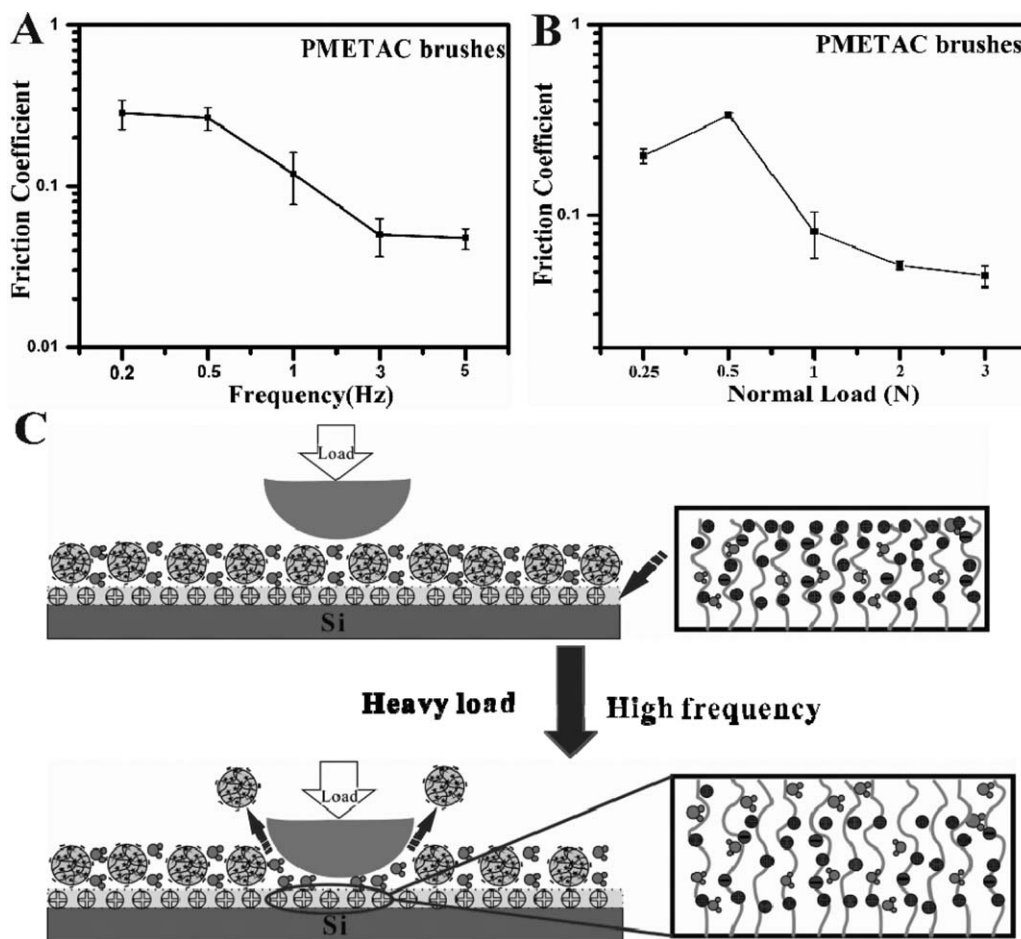 A
PMETAC brushes
Friction Coefficient
1
0.1
0.01
0.2 0.5 1 3 5
Frequency(Hz)
B
PMETAC brushes
Friction Coefficient
1
0.1
0.25 0.5 1 2 3
Normal Load (N)
C
Load
Si
Heavy load
High frequency
Load
Si